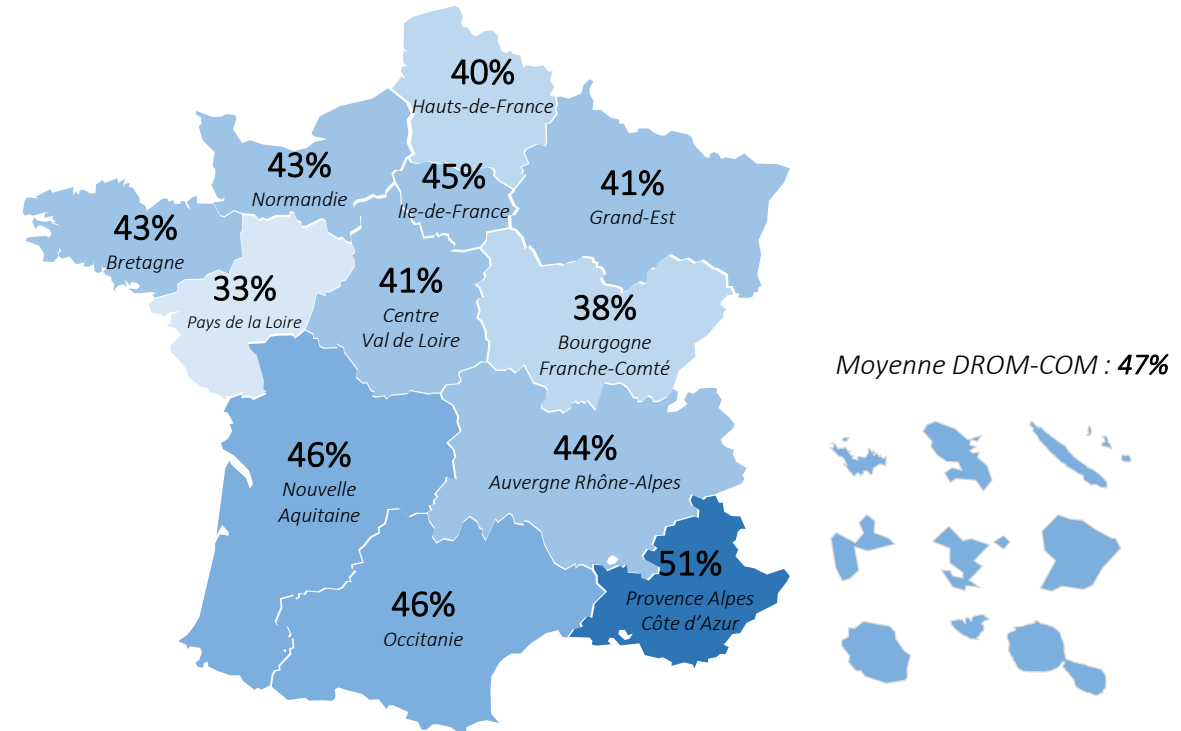 40%
Hauts-de-France
43%
Normandie
45%
Ile-de-France
41%
Grand-Est
43%
Bretagne
33%
Pays de la Loire
41%
Centre
Val de Loire
38%
Bourgogne
Franche-Comté
Moyenne DROM-COM : 47%
46%
Nouvelle
Aquitaine
44%
Auvergne Rhône-Alpes
51%
Provence Alpes
Côte d’Azur
46%
Occitanie